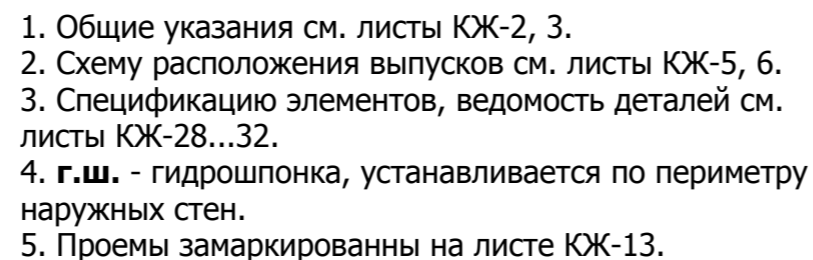 1. Общие указания см. листы КЖ-2, 3.
2. Схему расположения выпусков см. листы КЖ-5, 6.
3. Спецификацию элементов, ведомость деталей см.
листы КЖ-28...32.
4. г.ш. - гидрошпонка, устанавливается по периметру
наружных стен.
5. Проемы замаркированны на листе КЖ-13.